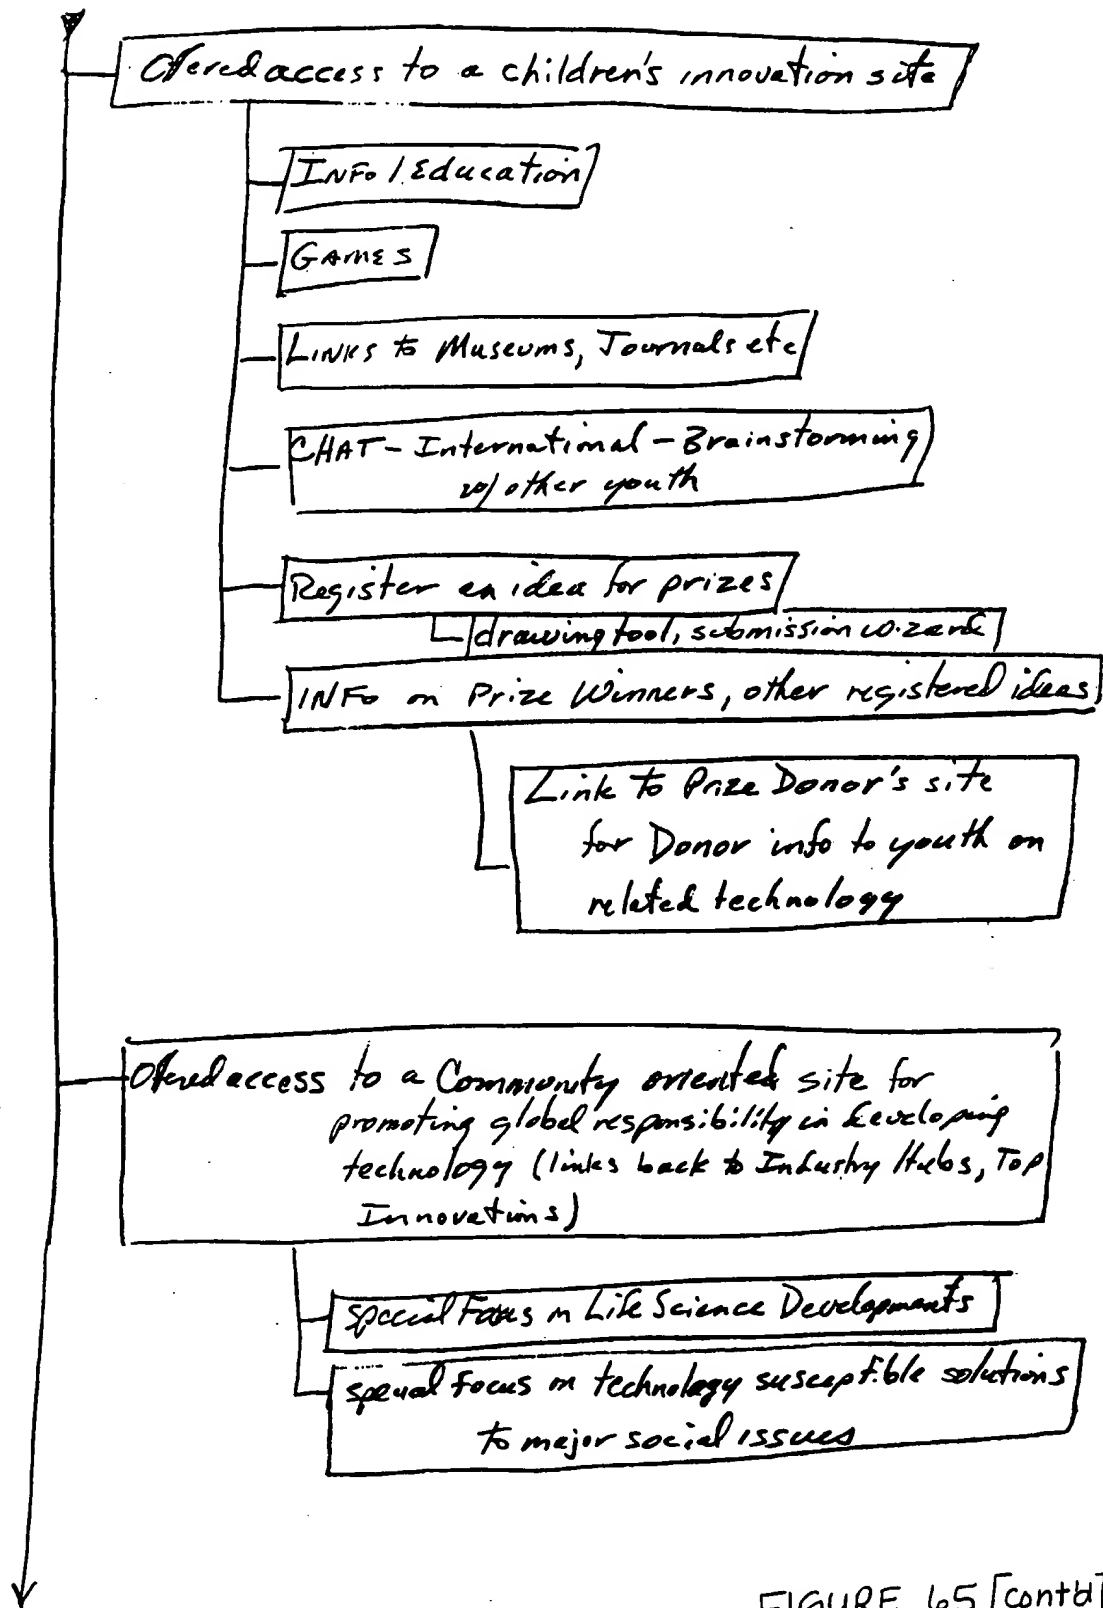 Offered access to a children's innovation site
INFO / Education
GAMES
LINKS to Museums, Journals etc
CHAT - International - Brainstorming
w/ other youth
Register an idea for prizes
drawing tool, submission wizard
INFO on Prize Winners, other registered ideas
Link to Prize Donor's site
for Donor info to youth on
related technology
Offered access to a Community oriented site for
promoting global responsibility in developing
technology (links back to Industry Hubs, Top
Innovations)
special Focus on Life Science Developments
special focus on technology susceptible solutions
to major social issues
FIGURE 65 [cont'd]